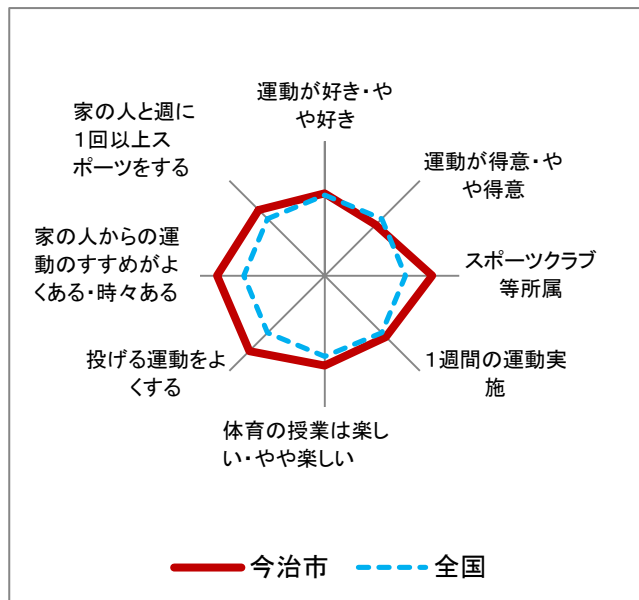 運動が好き・や
や好き
運動が得意・や
や得意
スポーツクラブ
等所属
１週間の運動実
施
体育の授業は楽し
い・やや楽しい
投げる運動をよ
くする
家の人からの運
動のすすめがよ
くある・時々ある
家の人と週に
１回以上ス
ポーツをする
今治市
全国